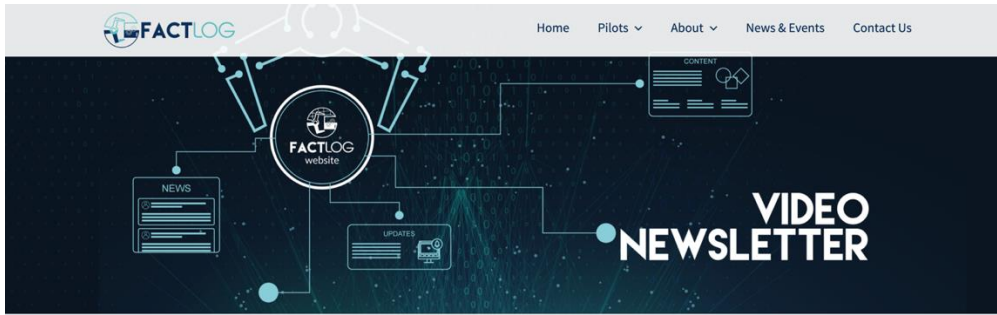 FACTLOG
Home Pilots About News & Events Contact Us
CONTENT
FACTLOG
website
NEWS
UPDATES
VIDEO
NEWSLETTER